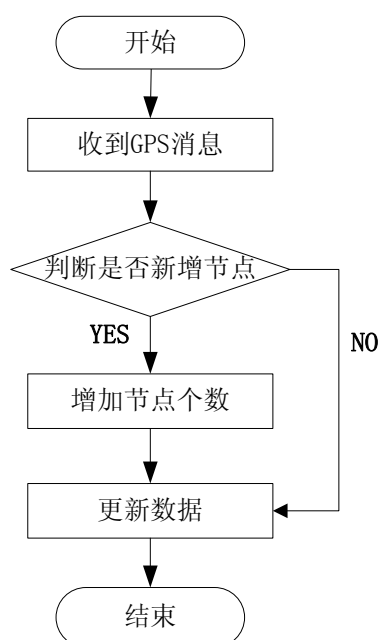 开始
收到GPS消息
判断是否新增节点
YES
NO
增加节点个数
更新数据
结束